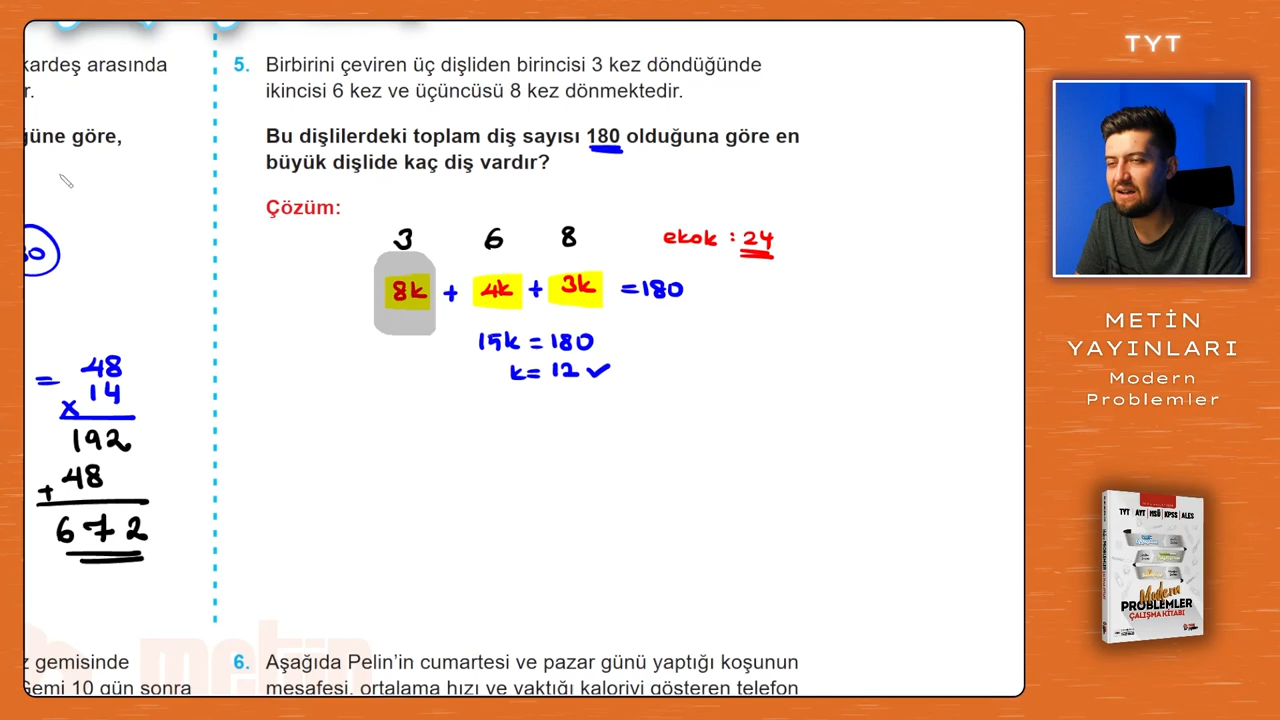 TYT
kardeş arasında
r.
güne göre,
5. Birbirini çeviren üç dişliden birincisi 3 kez döndüğünde
ikincisi 6 kez ve üçüncüsü 8 kez dönmektedir.
Bu dişlilerdeki toplam diş sayısı 180 olduğuna göre en
büyük dişlide kaç diş vardır?
Çözüm:
3 6 8 ekok : 24
8k + 4k + 3k = 180
15k = 180
k = 12 ✓
= 48
x 14
192
+ 48
672
z gemisinde
Gemi 10 gün sonra
6. Aşağıda Pelin'in cumartesi ve pazar günü yaptığı koşunun
mesafesi, ortalama hızı ve yaktığı kaloriyi gösteren telefon
metin
METİN
YAYINLARI
Modern
Problemler
TYT | AYT | MSÜ | KPSS | ALES
Modern
PROBLEMLER
ÇALIŞMA KİTABI